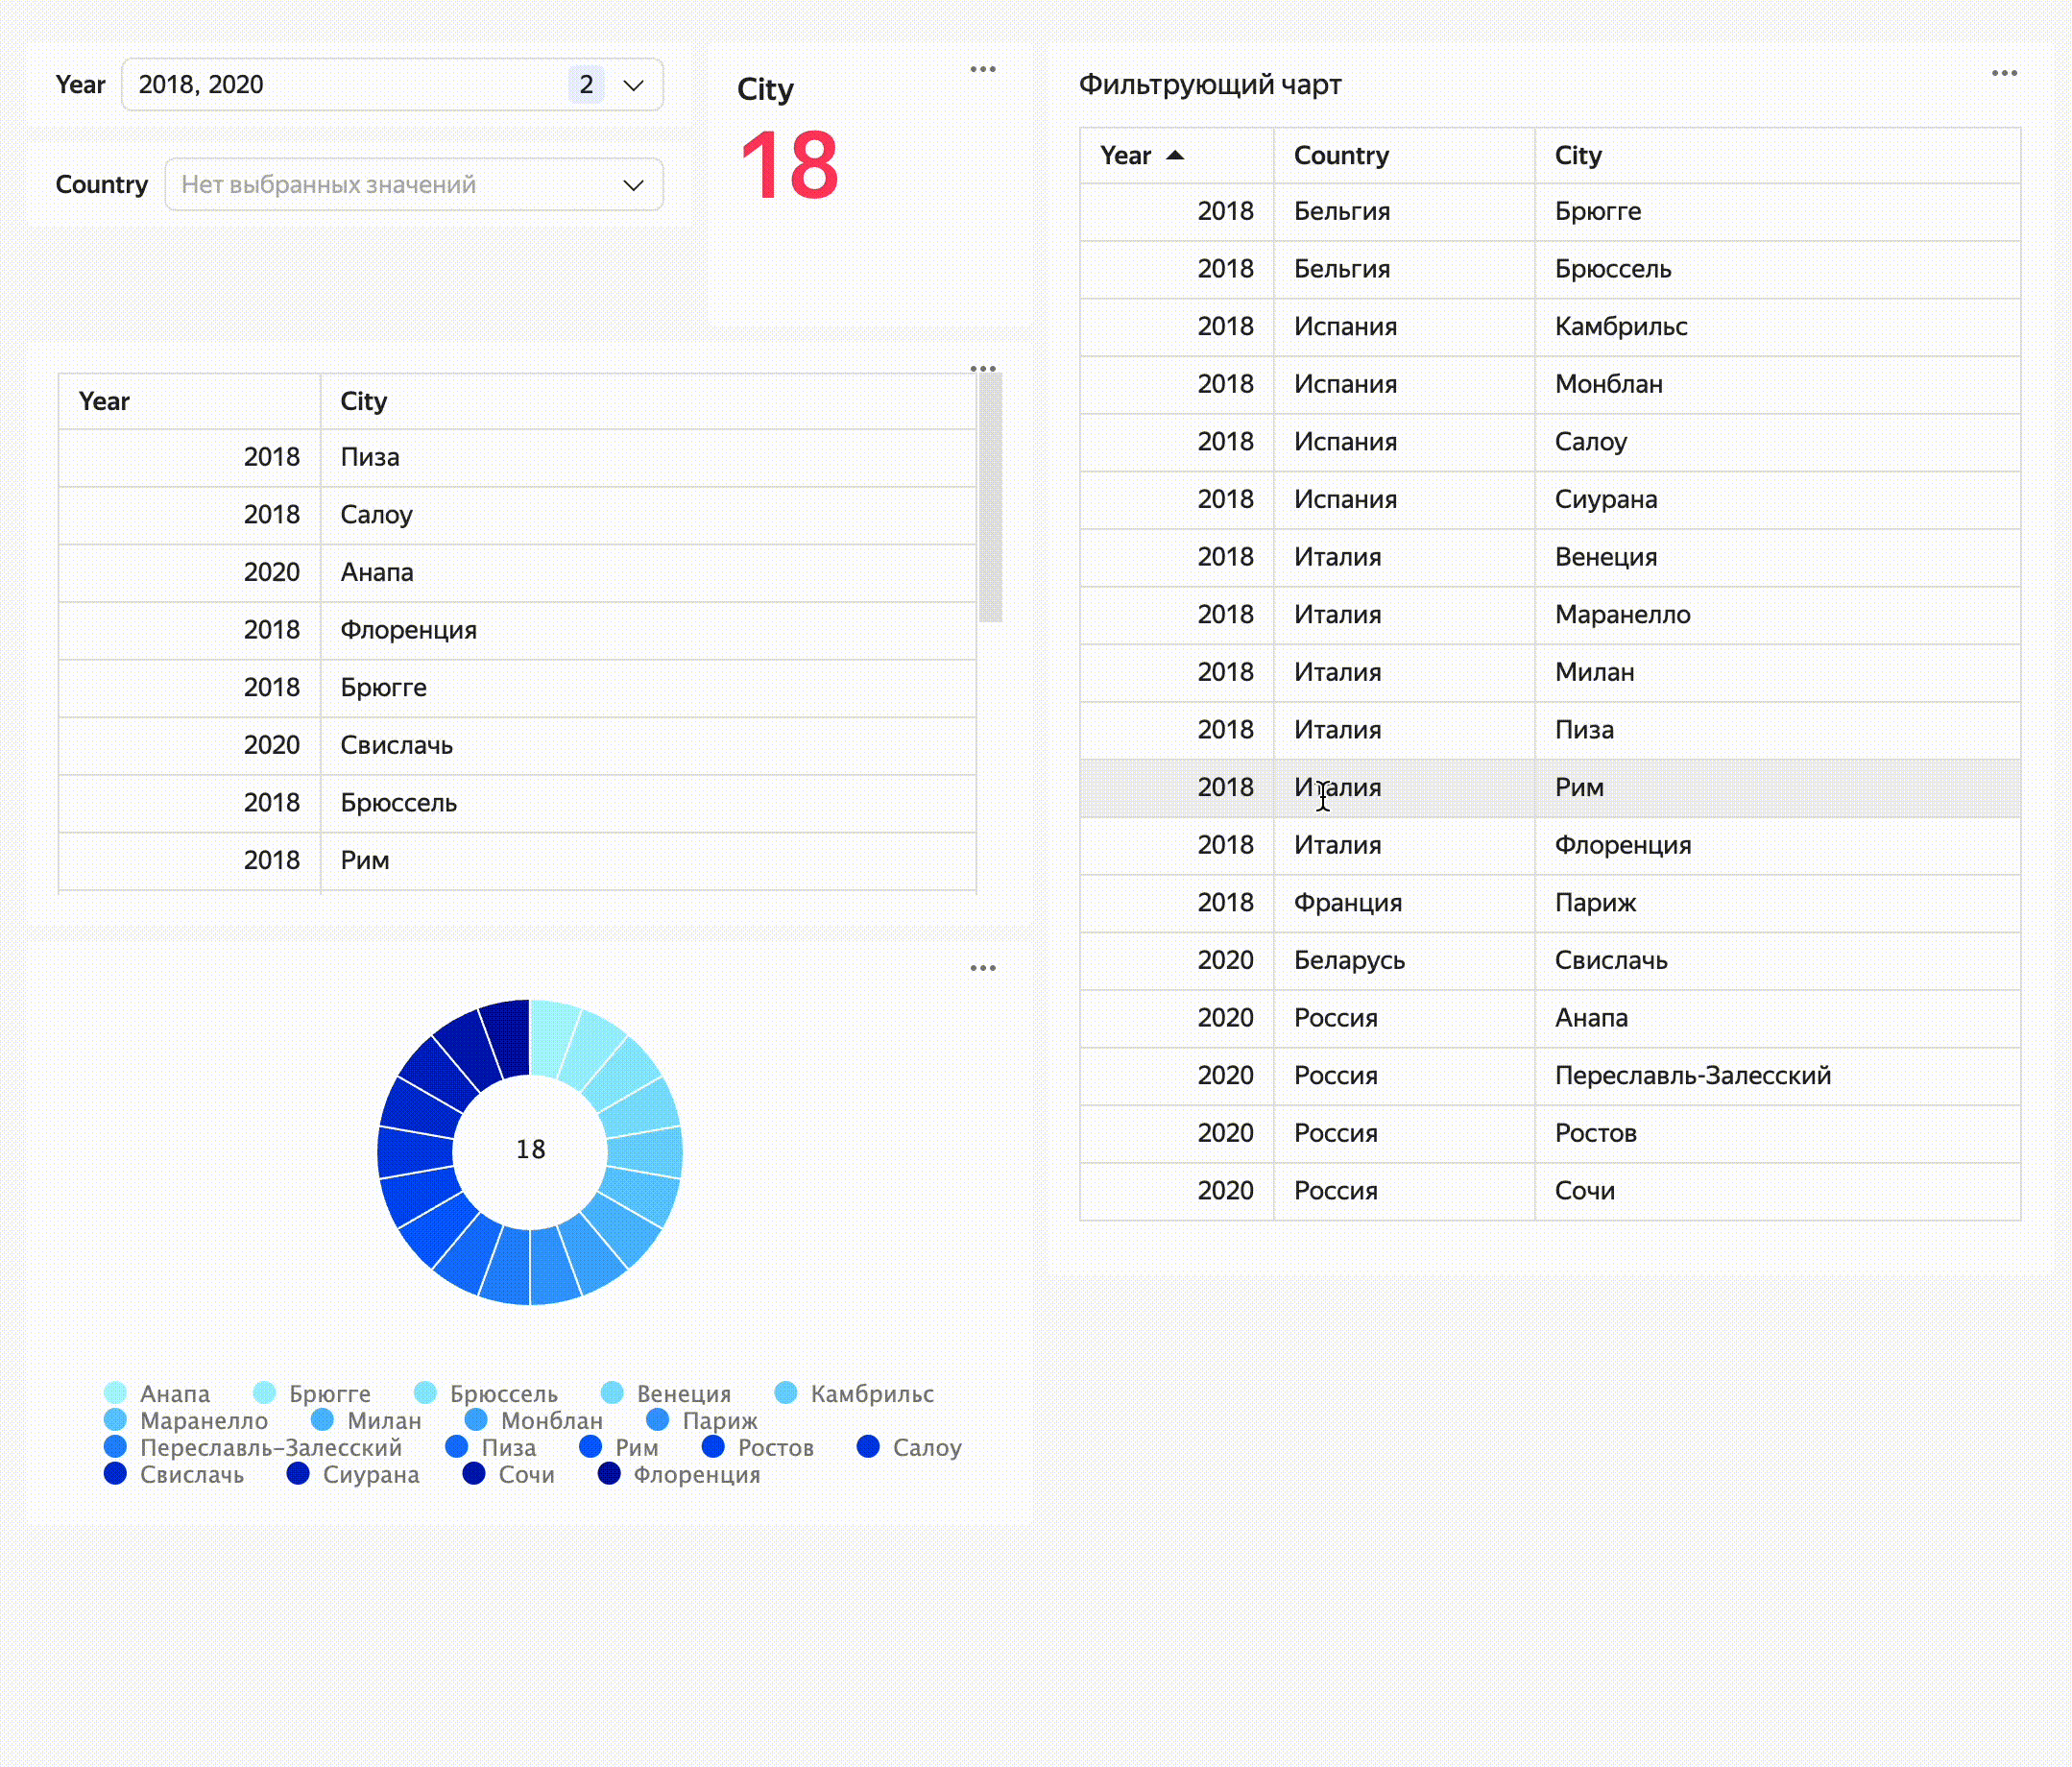 Year 2018, 2020 2
Country Нет выбранных значений
City
18
Year City
2018 Пиза
2018 Салоу
2020 Анапа
2018 Флоренция
2018 Брюгге
2020 Свислачь
2018 Брюссель
2018 Рим
18
Анапа Брюгге Брюссель Венеция Камбрильс
Маранелло Милан Монблан Париж
Переславль-Залесский Пиза Рим Ростов Салоу
Свислачь Сиурана Сочи Флоренция
Фильтрующий чарт
Year Country City
2018 Бельгия Брюгге
2018 Бельгия Брюссель
2018 Испания Камбрильс
2018 Испания Монблан
2018 Испания Салоу
2018 Испания Сиурана
2018 Италия Венеция
2018 Италия Маранелло
2018 Италия Милан
2018 Италия Пиза
2018 Италия Рим
2018 Италия Флоренция
2018 Франция Париж
2020 Беларусь Свислачь
2020 Россия Анапа
2020 Россия Переславль-Залесский
2020 Россия Ростов
2020 Россия Сочи